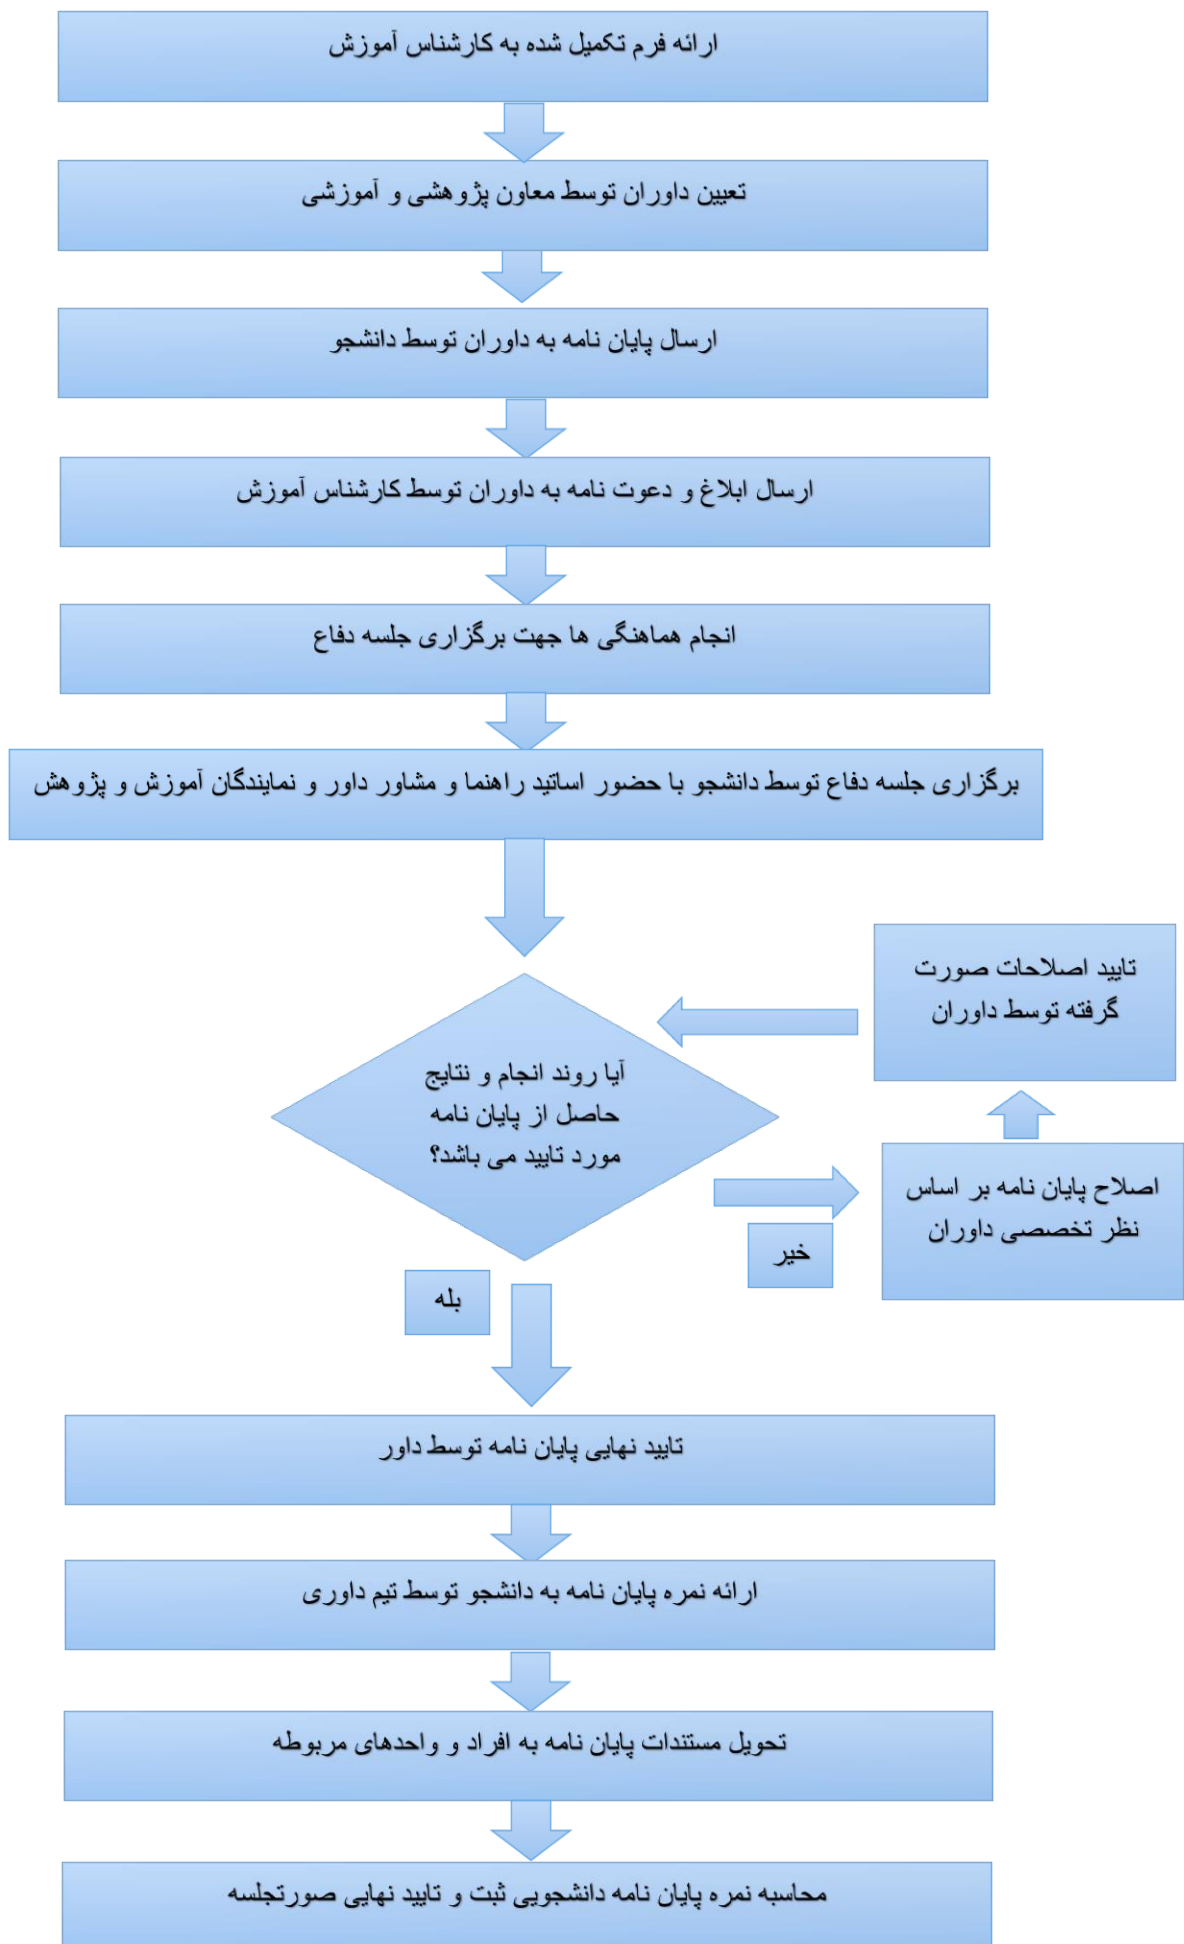 ارائه فرم تکمیل شده به کارشناس آموزش
تعیین داوران توسط معاون پژوهشی و آموزشی
ارسال پایان نامه به داوران توسط دانشجو
ارسال ابلاغ و دعوت نامه به داوران توسط کارشناس آموزش
انجام هماهنگی ها جهت برگزاری جلسه دفاع
برگزاری جلسه دفاع توسط دانشجو با حضور اساتید راهنما و مشاور داور و نمایندگان آموزش و پژوهش
آیا روند انجام و نتایج
حاصل از پایان نامه
مورد تایید می باشد؟
خیر
اصلاح پایان نامه بر اساس
نظر تخصصی داوران
تایید اصلاحات صورت
گرفته توسط داوران
بله
تایید نهایی پایان نامه توسط داور
ارائه نمره پایان نامه به دانشجو توسط تیم داوری
تحویل مستندات پایان نامه به افراد و واحدهای مربوطه
محاسبه نمره پایان نامه دانشجویی ثبت و تایید نهایی صورتجلسه